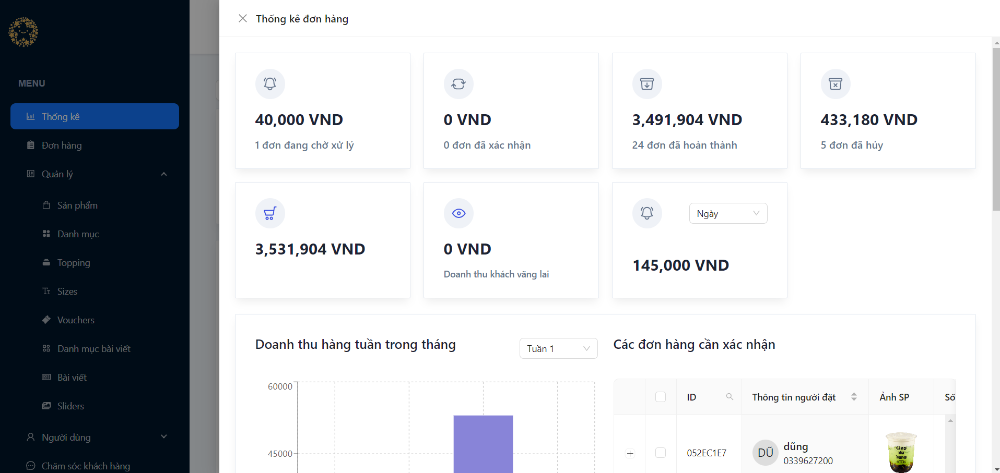 MENU
Thống kê
Đơn hàng
Quản lý
Sản phẩm
Danh mục
Topping
Sizes
Vouchers
Danh mục bài viết
Bài viết
Sliders
Người dùng
Chăm sóc khách hàng
Thống kê đơn hàng
40,000 VND
1 đơn đang chờ xử lý
0 VND
0 đơn đã xác nhận
3,491,904 VND
24 đơn đã hoàn thành
433,180 VND
5 đơn đã hủy
3,531,904 VND
0 VND
Doanh thu khách vãng lai
Ngày
145,000 VND
Doanh thu hàng tuần trong tháng
Tuần 1
60000
45000
Các đơn hàng cần xác nhận
ID
Thông tin người đặt
Ảnh SP
Số
052EC1E7
DŨ
dũng
0339627200